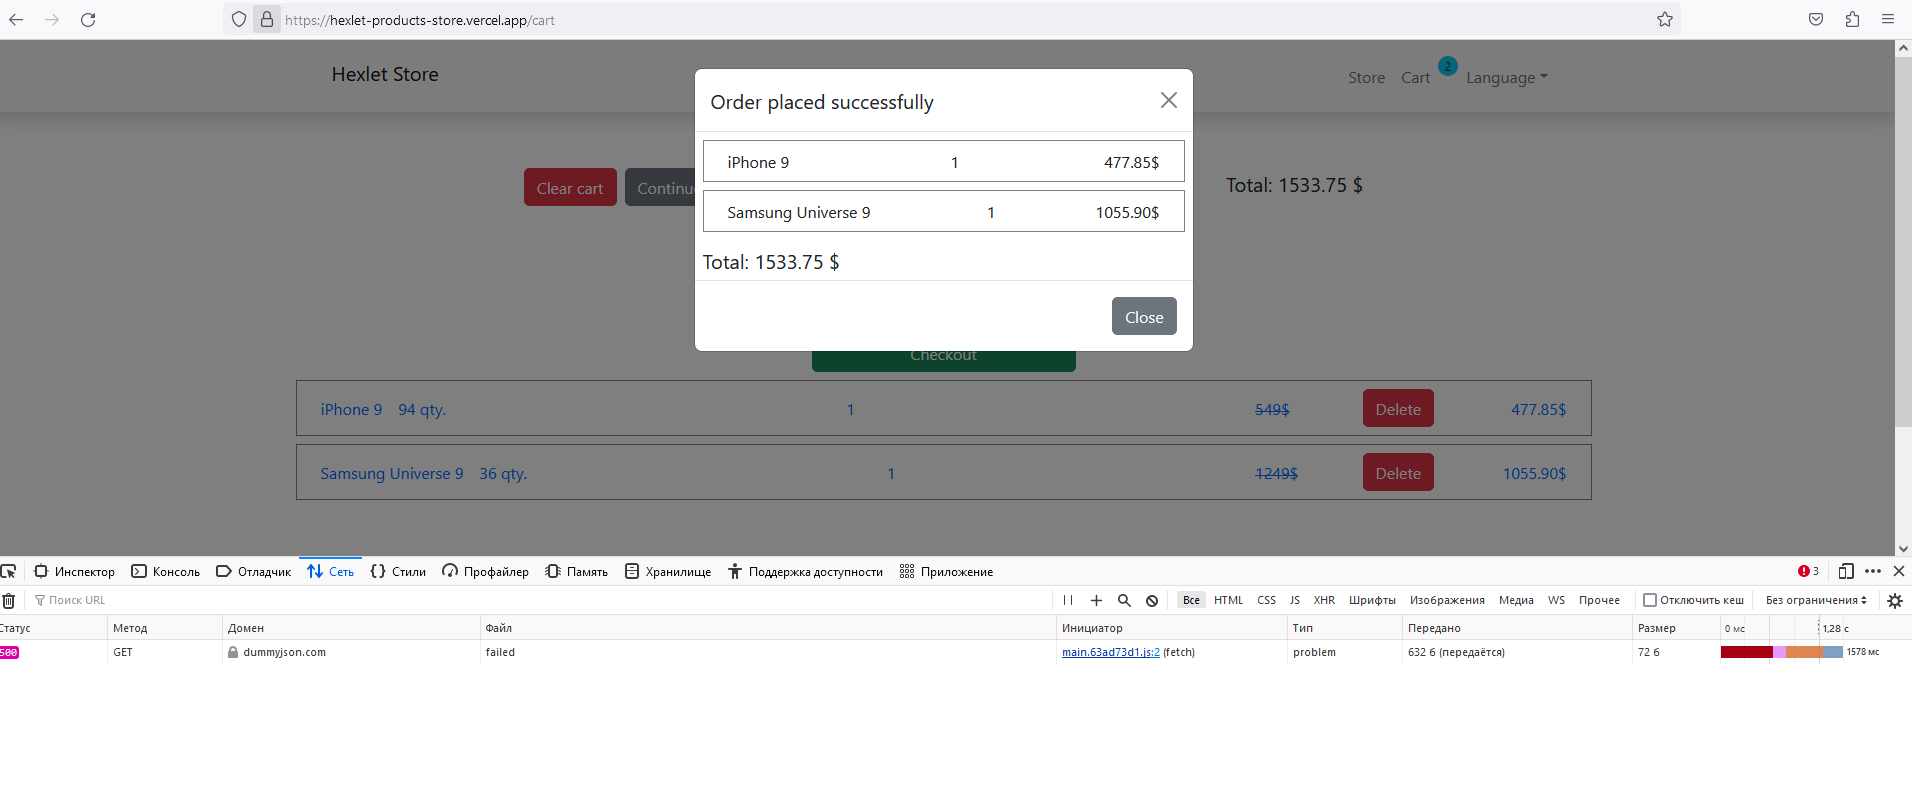 https://hexlet-products-store.vercel.app/cart
Hexlet Store
Store Cart 2 Language
Order placed successfully
iPhone 9 1 477.85$
Samsung Universe 9 1 1055.90$
Total: 1533.75 $
Close
Clear cart Continu
Total: 1533.75 $
Checkout
iPhone 9 94 qty. 1 549$ Delete 477.85$
Samsung Universe 9 36 qty. 1 1249$ Delete 1055.90$
Инспектор Консоль Отладчик Сеть Стили Профайлер Память Хранилище Поддержка доступности Приложение 3
Поиск URL Все HTML CSS JS XHR Шрифты Изображения Медиа WS Прочее Отключить кеш Без ограничения
Статус Метод Домен Файл Инициатор Тип Передано Размер 0 мс 1,28 с
500 GET dummyjson.com failed main.63ad73d1.js:2 (fetch) problem 632 б (передаётся) 72 б 1578 мс